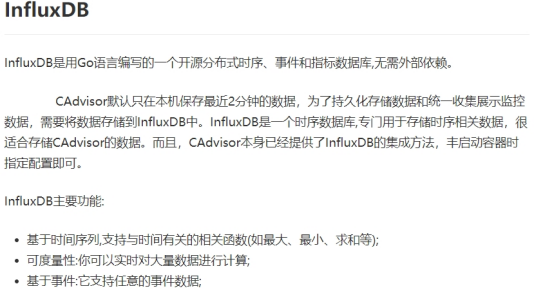 InfluxDB
InfluxDB是用Go语言编写的一个开源分布式时序、事件和指标数据库,无需外部依赖。
CAdvisor默认只在本机保存最近2分钟的数据，为了持久化存储数据和统一收集展示监控
数据，需要将数据存储到InfluxDB中。InfluxDB是一个时序数据库,专门用于存储时序相关数据，很
适合存储CAdvisor的数据。而且，CAdvisor本身已经提供了InfluxDB的集成方法，丰启动容器时
指定配置即可。
InfluxDB主要功能:
• 基于时间序列,支持与时间有关的相关函数(如最大、最小、求和等);
• 可度量性:你可以实时对大量数据进行计算;
• 基于事件:它支持任意的事件数据;